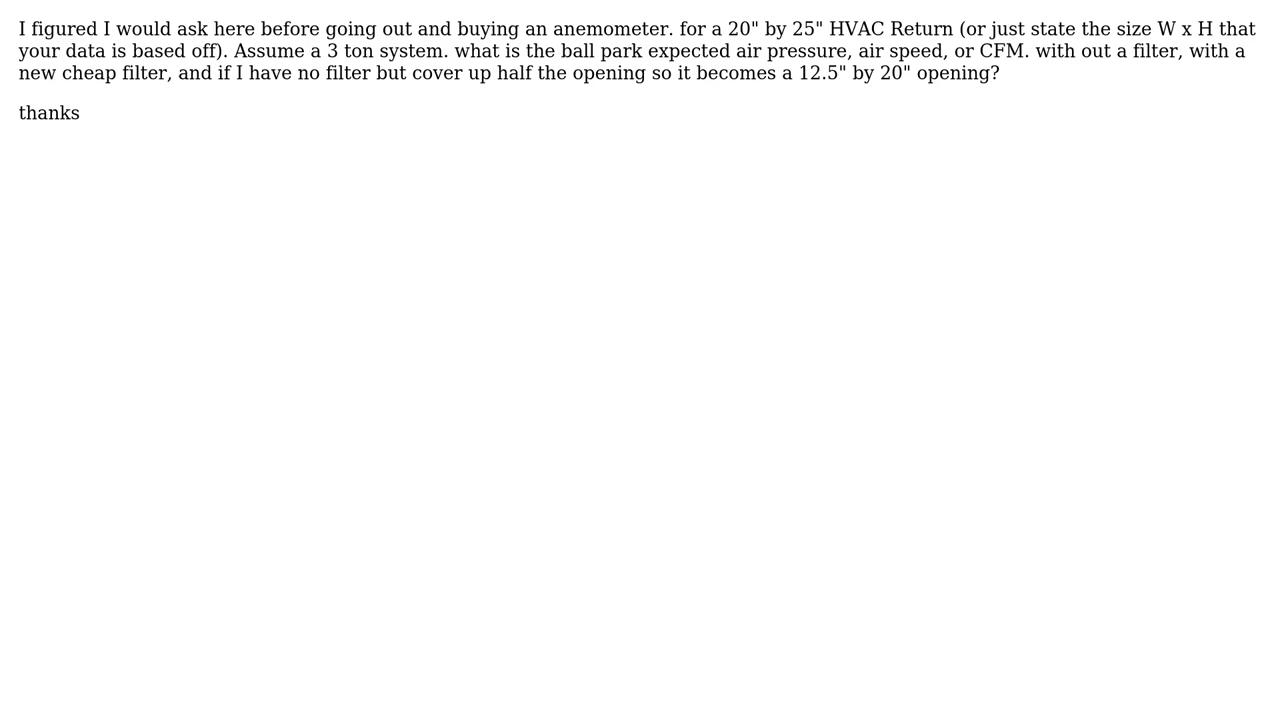 I figured I would ask here before going out and buying an anemometer. for a 20" by 25" HVAC Return (or just state the size W x H that
your data is based off). Assume a 3 ton system. what is the ball park expected air pressure, air speed, or CFM. with out a filter, with a
new cheap filter, and if I have no filter but cover up half the opening so it becomes a 12.5" by 20" opening?
thanks